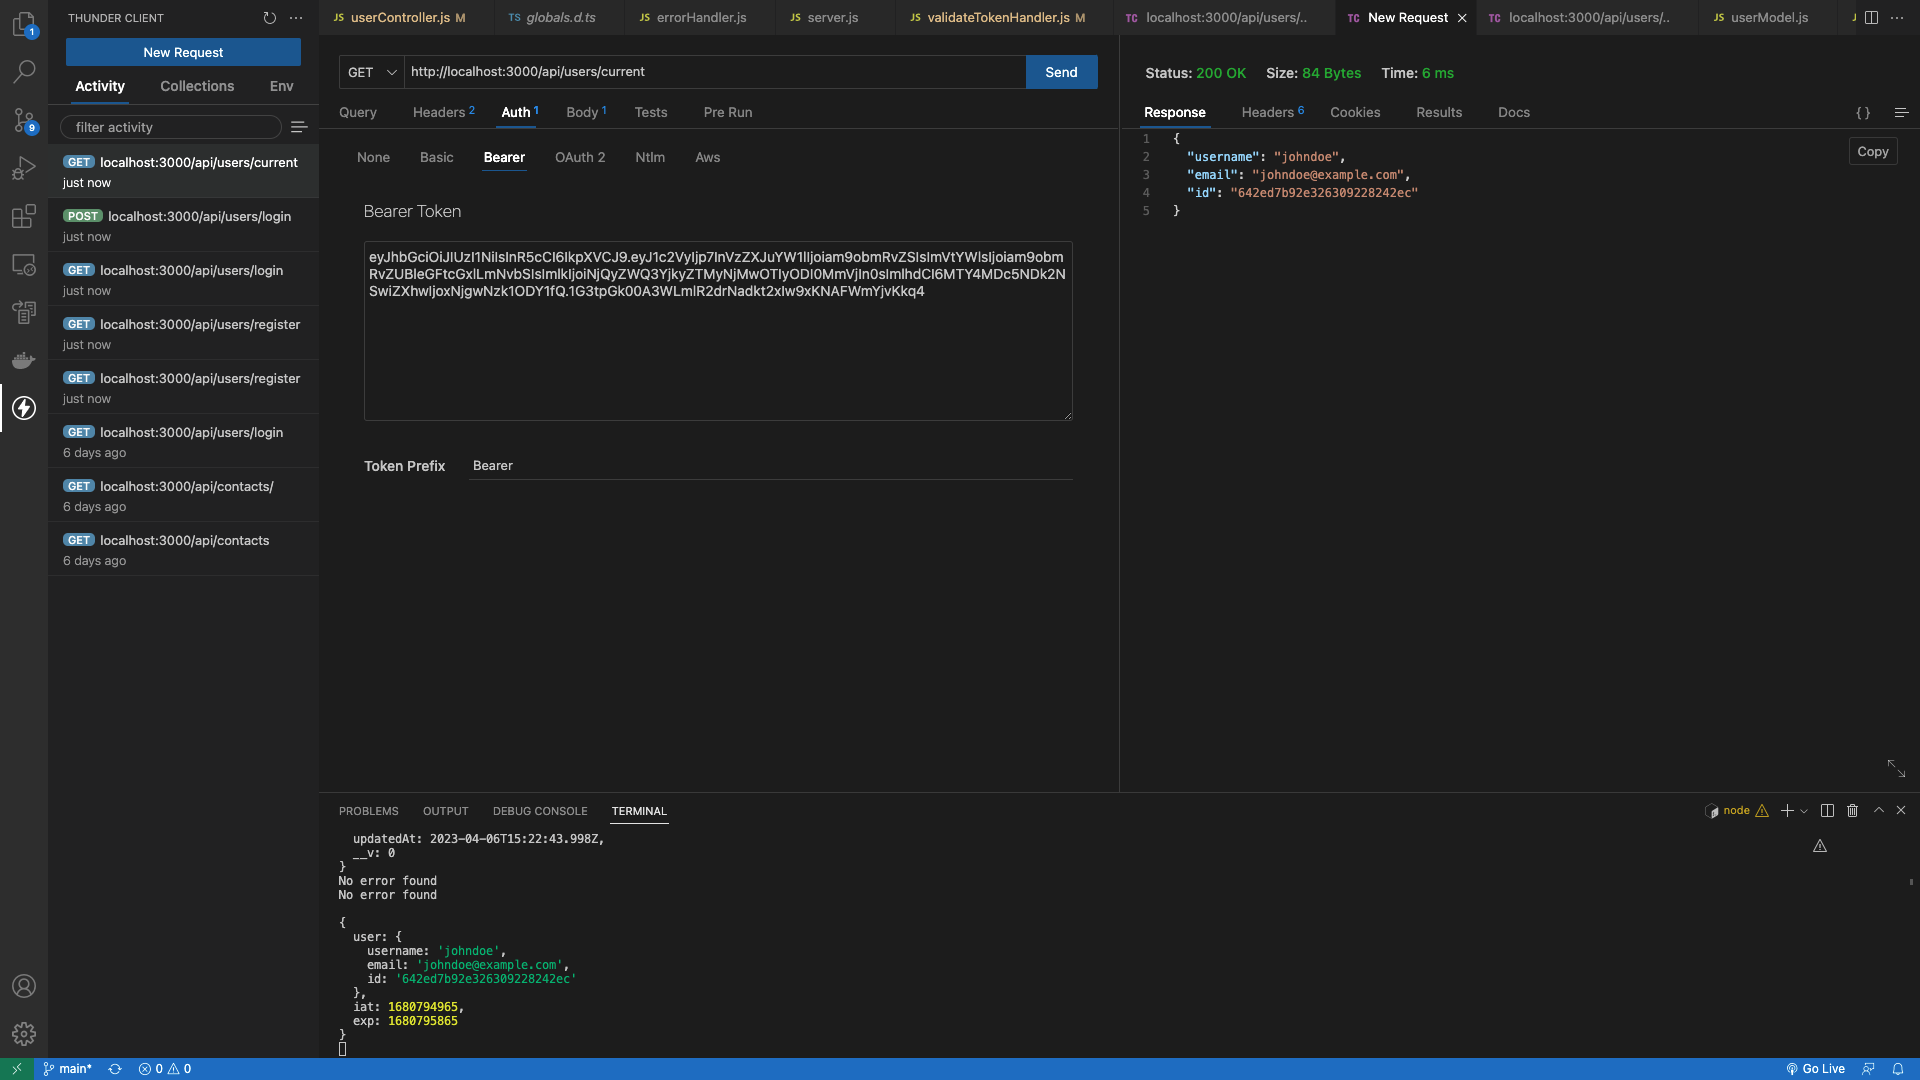 THUNDER CLIENT
New Request
Activity Collections Env
filter activity
GET localhost:3000/api/users/current
just now
POST localhost:3000/api/users/login
just now
GET localhost:3000/api/users/login
just now
GET localhost:3000/api/users/register
just now
GET localhost:3000/api/users/register
just now
GET localhost:3000/api/users/login
6 days ago
GET localhost:3000/api/contacts/
6 days ago
GET localhost:3000/api/contacts
6 days ago
1
9
JS userController.js M
TS globals.d.ts
JS errorHandler.js
JS server.js
JS validateTokenHandler.js M
TC localhost:3000/api/users/..
TC New Request
TC localhost:3000/api/users/..
JS userModel.js
GET http://localhost:3000/api/users/current Send
Query Headers 2 Auth 1 Body 1 Tests Pre Run
None Basic Bearer OAuth 2 Ntlm Aws
Bearer Token
Token Prefix Bearer
Status: 200 OK Size: 84 Bytes Time: 6 ms
Response Headers 6 Cookies Results Docs { }
Copy
1 {
2 "username": "johndoe",
3 "email": "johndoe@example.com",
4 "id": "642ed7b92e326309228242ec"
5 }
PROBLEMS OUTPUT DEBUG CONSOLE TERMINAL
node
updatedAt: 2023-04-06T15:22:43.998Z,
__v: 0
}
No error found
No error found
{
user: {
username: 'johndoe',
email: 'johndoe@example.com',
id: '642ed7b92e326309228242ec'
},
iat: 1680794965,
exp: 1680795865
}
main* 0 0
Go Live